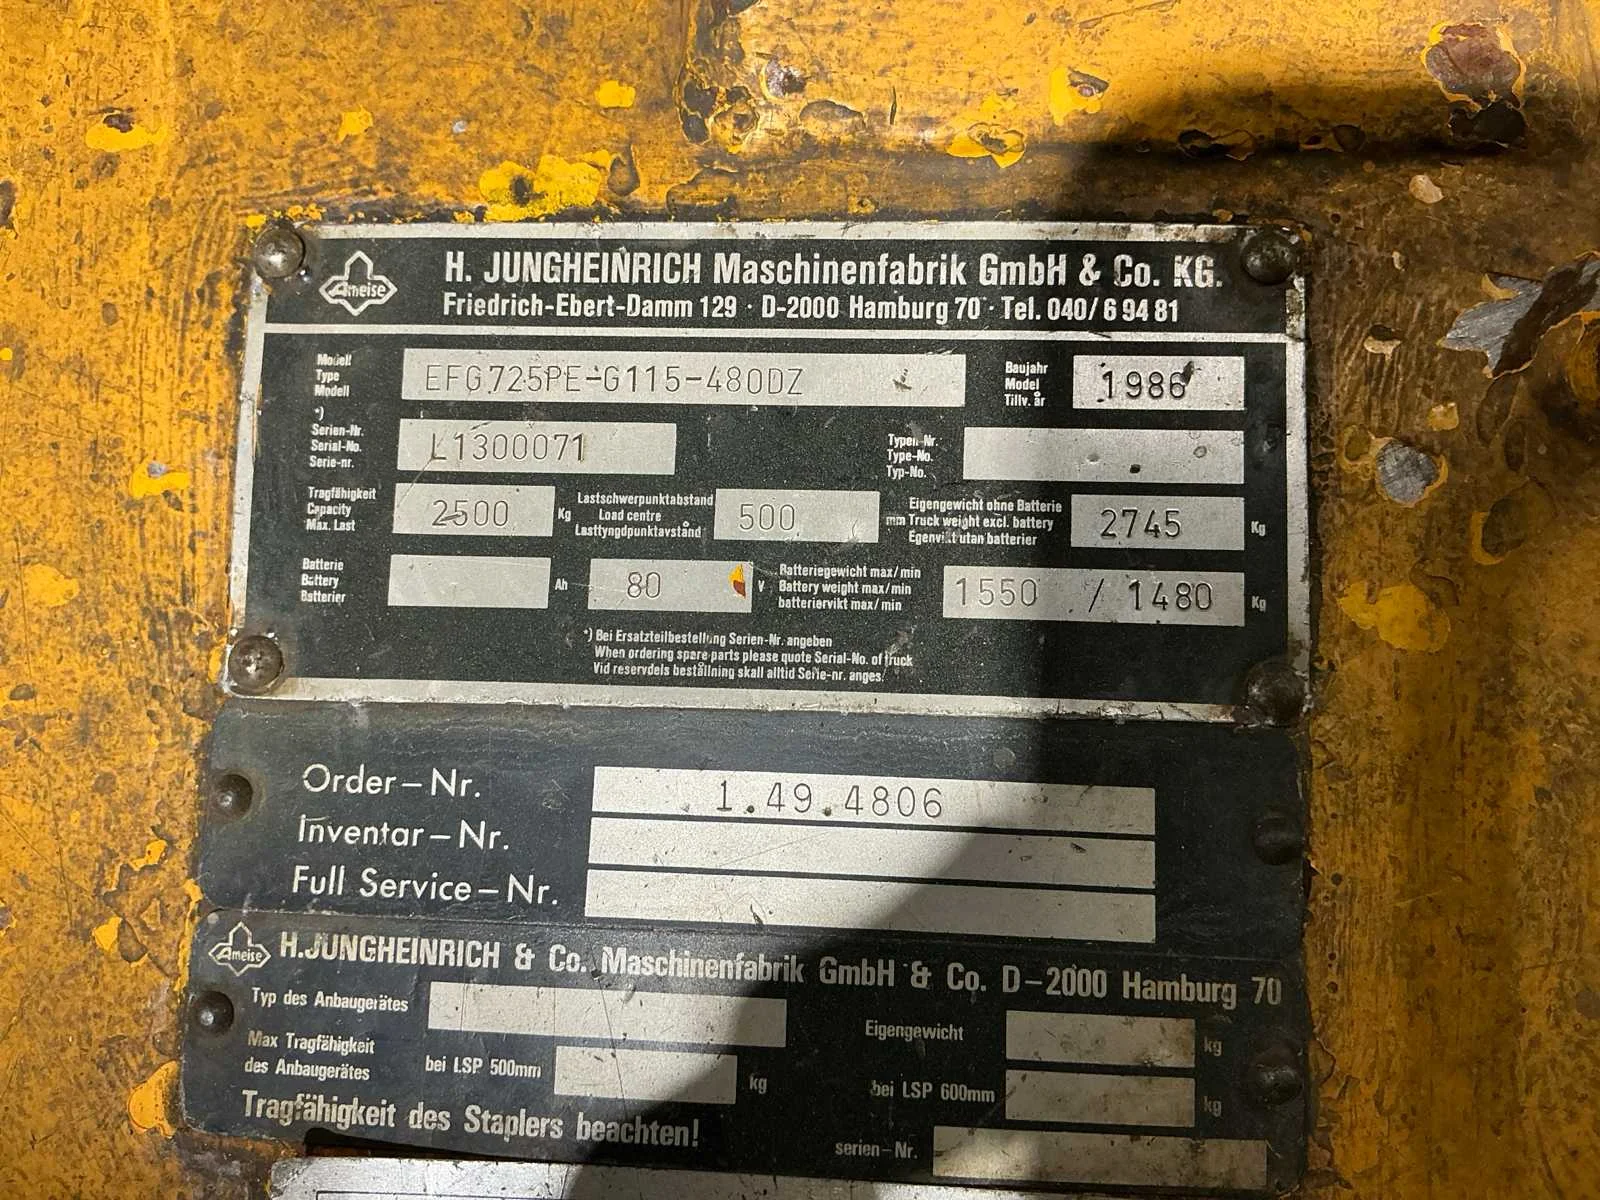 Ameise
H. JUNGHEINRICH Maschinenfabrik GmbH & Co. KG.
Friedrich-Ebert-Damm 129 · D-2000 Hamburg 70 · Tel. 040/ 6 94 81
Modell
Type
Modell
EFG725PE-G115-480DZ
Baujahr
Model
Tillv. år
1986
*)
Serien-Nr.
Serial-No.
Serie-nr.
L1300071
Typen-Nr.
Type-No.
Typ-No.
Tragfähigkeit
Capacity
Max. Last
2500
Kg
Lastschwerpunktabstand
Load centre
Lasttyngdpunktavstånd
500
mm
Eigengewicht ohne Batterie
Truck weight excl. battery
Egenvikt utan batterier
2745
Kg
Batterie
Battery
Batterier
Ah
80
V
Batteriegewicht max/min
Battery weight max/min
batteriervikt max/min
1550 / 1480
Kg
*) Bei Ersatzteilbestellung Serien-Nr. angeben
When ordering spare parts please quote Serial-No. of truck
Vid reservdels beställning skall alltid Serie-nr. anges.
Order-Nr.
1.49.4806
Inventar-Nr.
Full Service-Nr.
Ameise
H.JUNGHEINRICH & Co. Maschinenfabrik GmbH & Co. D-2000 Hamburg 70
Typ des Anbaugerätes
Eigengewicht
kg
Max Tragfähigkeit
des Anbaugerätes
bei LSP 500mm
kg
bei LSP 600mm
kg
Tragfähigkeit des Staplers beachten!
serien-Nr.